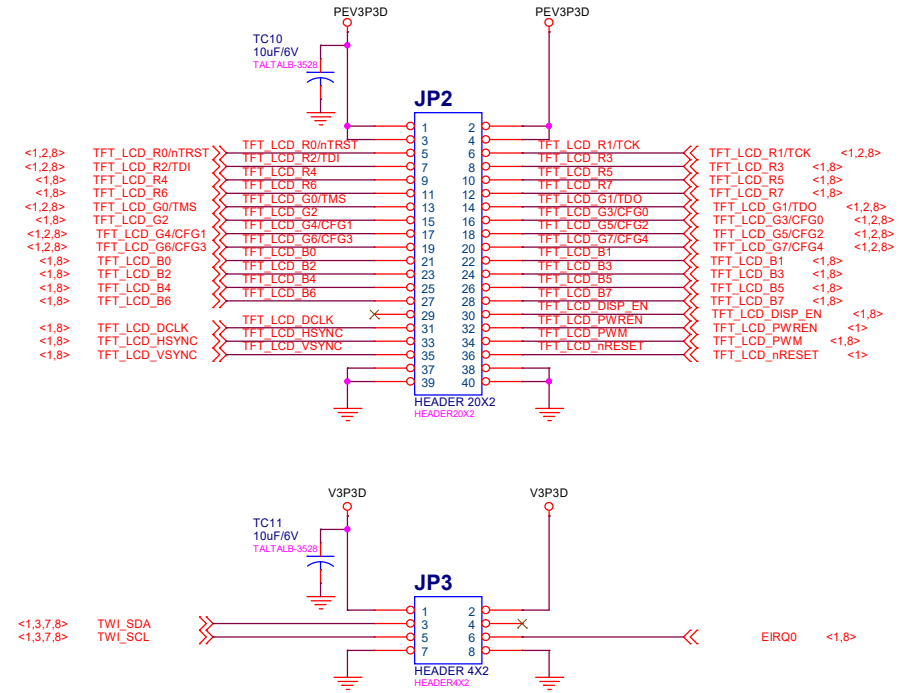 PEV3P3D PEV3P3D
TC10
10uF/6V
TALTALB-3528
JP2
1 2
3 4
<1,2,8> TFT_LCD_R0/nTRST TFT_LCD_R0/nTRST 5 6 TFT_LCD_R1/TCK TFT_LCD_R1/TCK <1,2,8>
<1,2,8> TFT_LCD_R2/TDI TFT_LCD_R2/TDI 7 8 TFT_LCD_R3 TFT_LCD_R3 <1,8>
<1,8> TFT_LCD_R4 TFT_LCD_R4 9 10 TFT_LCD_R5 TFT_LCD_R5 <1,8>
<1,8> TFT_LCD_R6 TFT_LCD_R6 11 12 TFT_LCD_R7 TFT_LCD_R7 <1,8>
<1,2,8> TFT_LCD_G0/TMS TFT_LCD_G0/TMS 13 14 TFT_LCD_G1/TDO TFT_LCD_G1/TDO <1,2,8>
<1,8> TFT_LCD_G2 TFT_LCD_G2 15 16 TFT_LCD_G3/CFG0 TFT_LCD_G3/CFG0 <1,2,8>
<1,2,8> TFT_LCD_G4/CFG1 TFT_LCD_G4/CFG1 17 18 TFT_LCD_G5/CFG2 TFT_LCD_G5/CFG2 <1,2,8>
<1,2,8> TFT_LCD_G6/CFG3 TFT_LCD_G6/CFG3 19 20 TFT_LCD_G7/CFG4 TFT_LCD_G7/CFG4 <1,2,8>
<1,8> TFT_LCD_B0 TFT_LCD_B0 21 22 TFT_LCD_B1 TFT_LCD_B1 <1,8>
<1,8> TFT_LCD_B2 TFT_LCD_B2 23 24 TFT_LCD_B3 TFT_LCD_B3 <1,8>
<1,8> TFT_LCD_B4 TFT_LCD_B4 25 26 TFT_LCD_B5 TFT_LCD_B5 <1,8>
<1,8> TFT_LCD_B6 TFT_LCD_B6 27 28 TFT_LCD_B7 TFT_LCD_B7 <1,8>
29 30 TFT_LCD_DISP_EN TFT_LCD_DISP_EN <1,8>
<1,8> TFT_LCD_DCLK TFT_LCD_DCLK 31 32 TFT_LCD_PWREN TFT_LCD_PWREN <1>
<1,8> TFT_LCD_HSYNC TFT_LCD_HSYNC 33 34 TFT_LCD_PWM TFT_LCD_PWM <1,8>
<1,8> TFT_LCD_VSYNC TFT_LCD_VSYNC 35 36 TFT_LCD_nRESET TFT_LCD_nRESET <1>
37 38
39 40
HEADER 20X2
HEADER20X2
V3P3D V3P3D
TC11
10uF/6V
TALTALB-3528
JP3
1 2
<1,3,7,8> TWI_SDA 3 4
<1,3,7,8> TWI_SCL 5 6 EIRQ0 <1,8>
7 8
HEADER 4X2
HEADER4X2